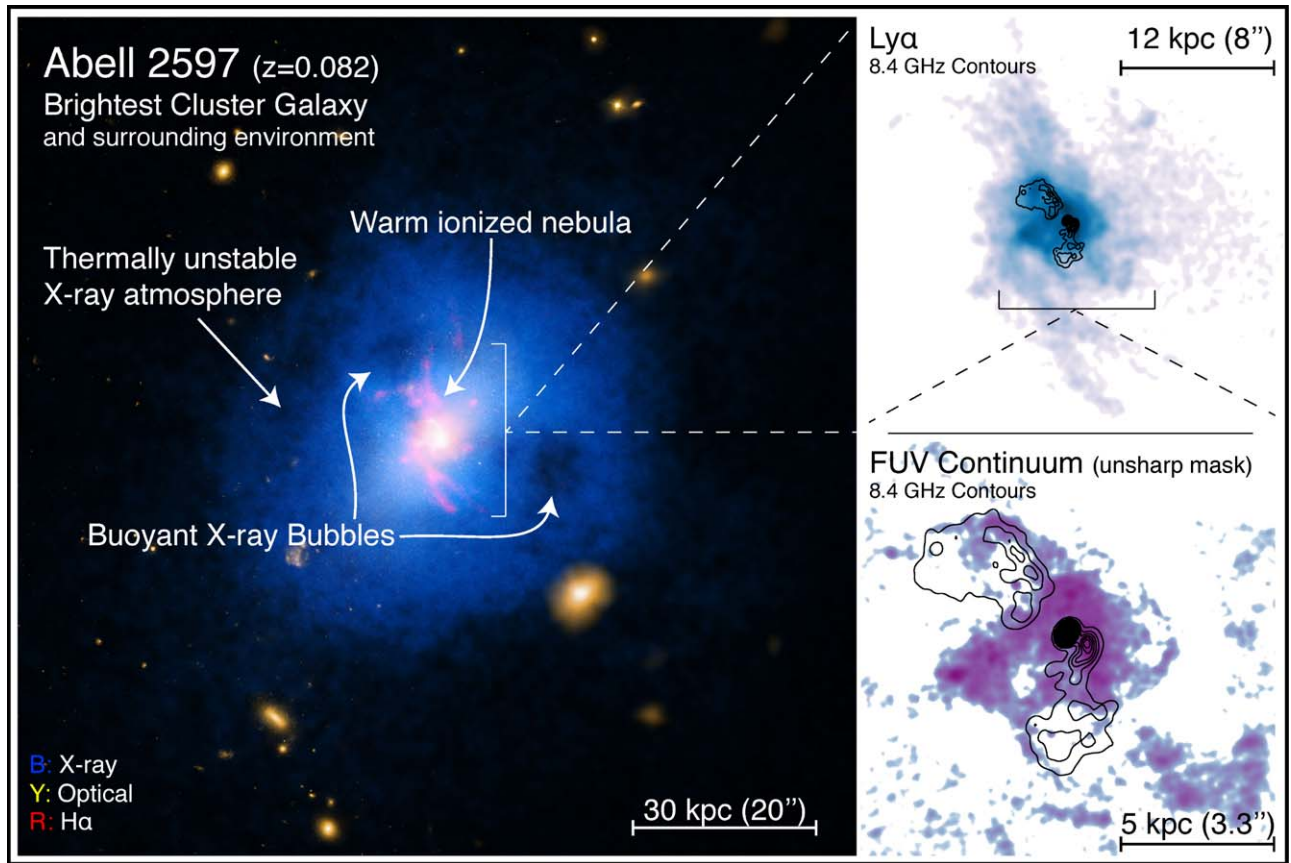 Abell 2597 (z=0.082)
Brightest Cluster Galaxy
and surrounding environment
Warm ionized nebula
Thermally unstable
X-ray atmosphere
Buoyant X-ray Bubbles
B: X-ray
Y: Optical
R: Hα
30 kpc (20”)
Lyα
8.4 GHz Contours
12 kpc (8”)
FUV Continuum (unsharp mask)
8.4 GHz Contours
5 kpc (3.3”)